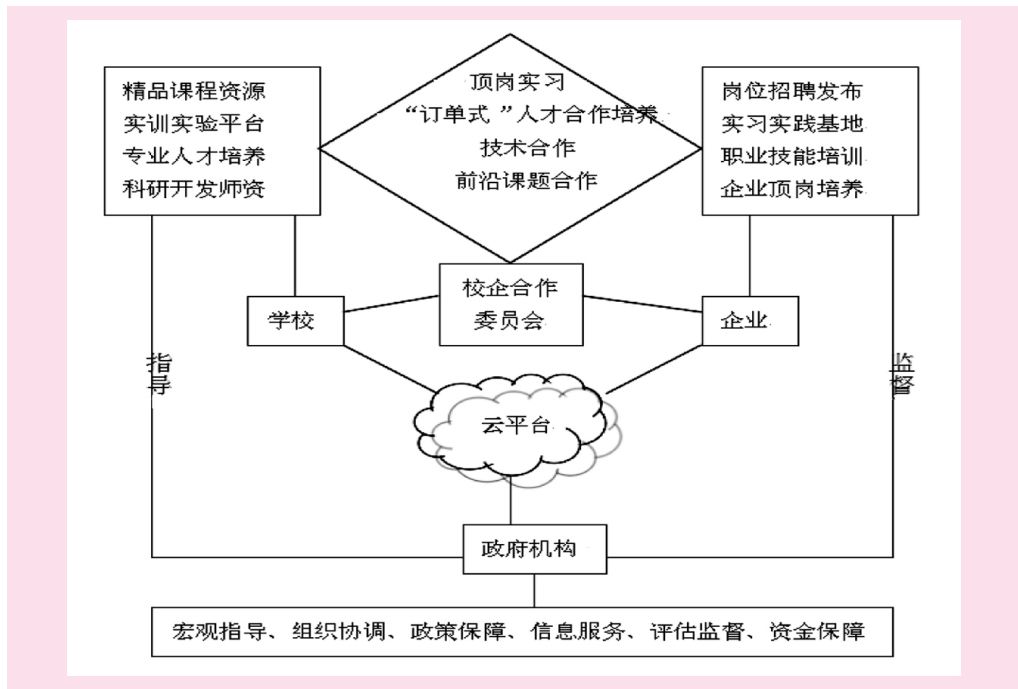 精品课程资源
实训实验平台
专业人才培养
科研开发师资
顶岗实习
“订单式”人才合作培养
技术合作
前沿课题合作
岗位招聘发布
实习实践基地
职业技能培训
企业顶岗培养
学校
校企合作
委员会
企业
指导
监督
云平台
政府机构
宏观指导、组织协调、政策保障、信息服务、评估监督、资金保障